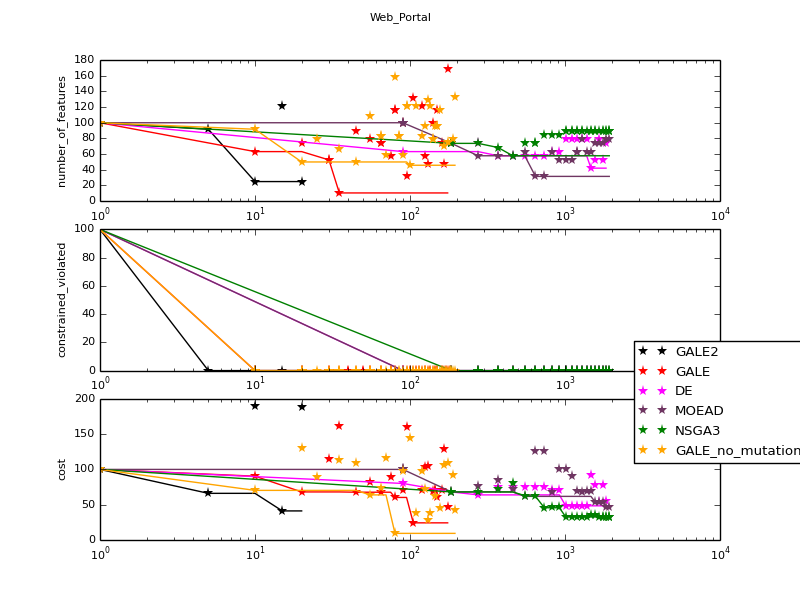 Web_Portal
number_of_features
180
160
140
120
100
80
60
40
20
0
10^0 10^1 10^2 10^3 10^4
constrained_violated
100
80
60
40
20
0
10^0 10^1 10^2 10^3
GALE2
GALE
DE
MOEAD
NSGA3
GALE_no_mutation
cost
200
150
100
50
0
10^0 10^1 10^2 10^3 10^4